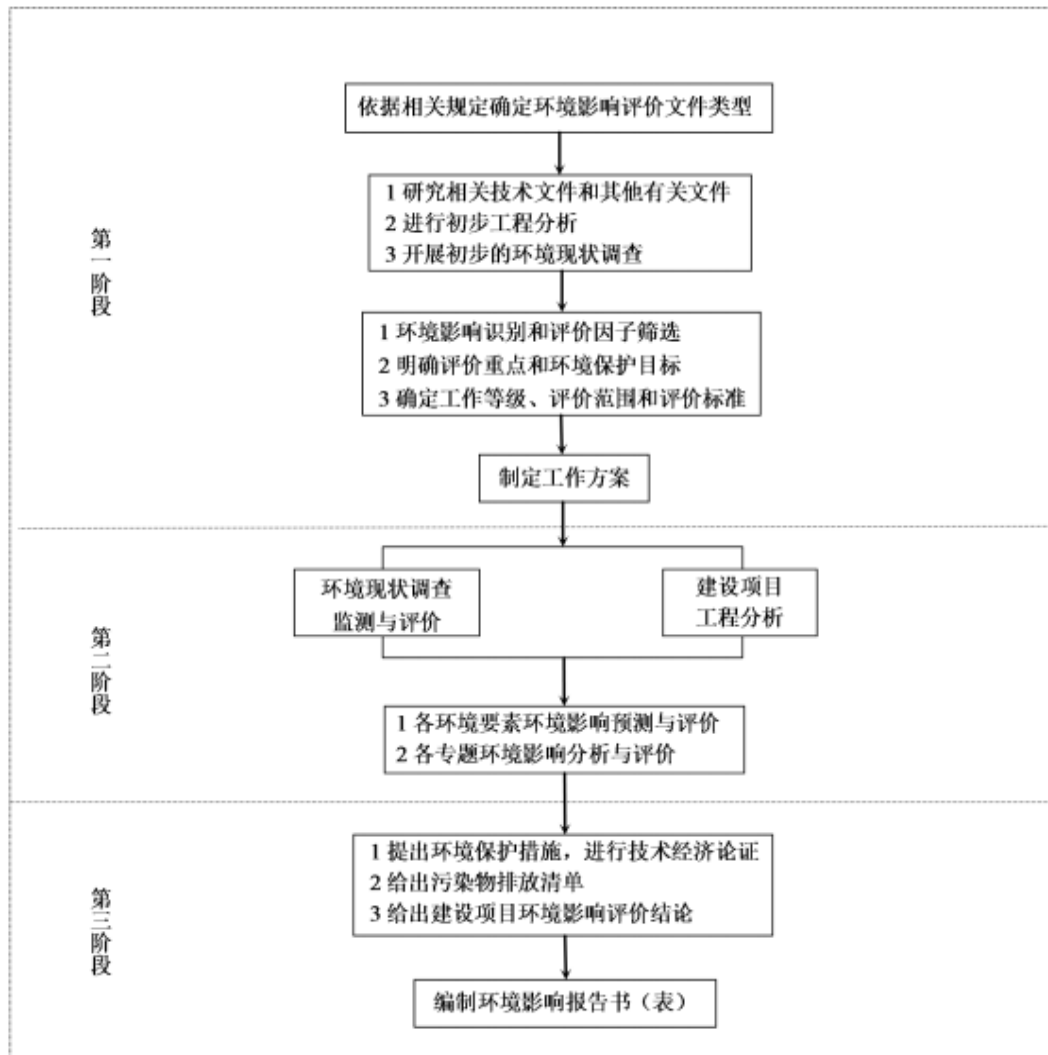 依据相关规定确定环境影响评价文件类型
1 研究相关技术文件和其他有关文件
2 进行初步工程分析
3 开展初步的环境现状调查
第一阶段
1 环境影响识别和评价因子筛选
2 明确评价重点和环境保护目标
3 确定工作等级、评价范围和评价标准
制定工作方案
环境现状调查
监测与评价
建设项目
工程分析
第二阶段
1 各环境要素环境影响预测与评价
2 各专题环境影响分析与评价
1 提出环境保护措施，进行技术经济论证
2 给出污染物排放清单
3 给出建设项目环境影响评价结论
第三阶段
编制环境影响报告书（表）